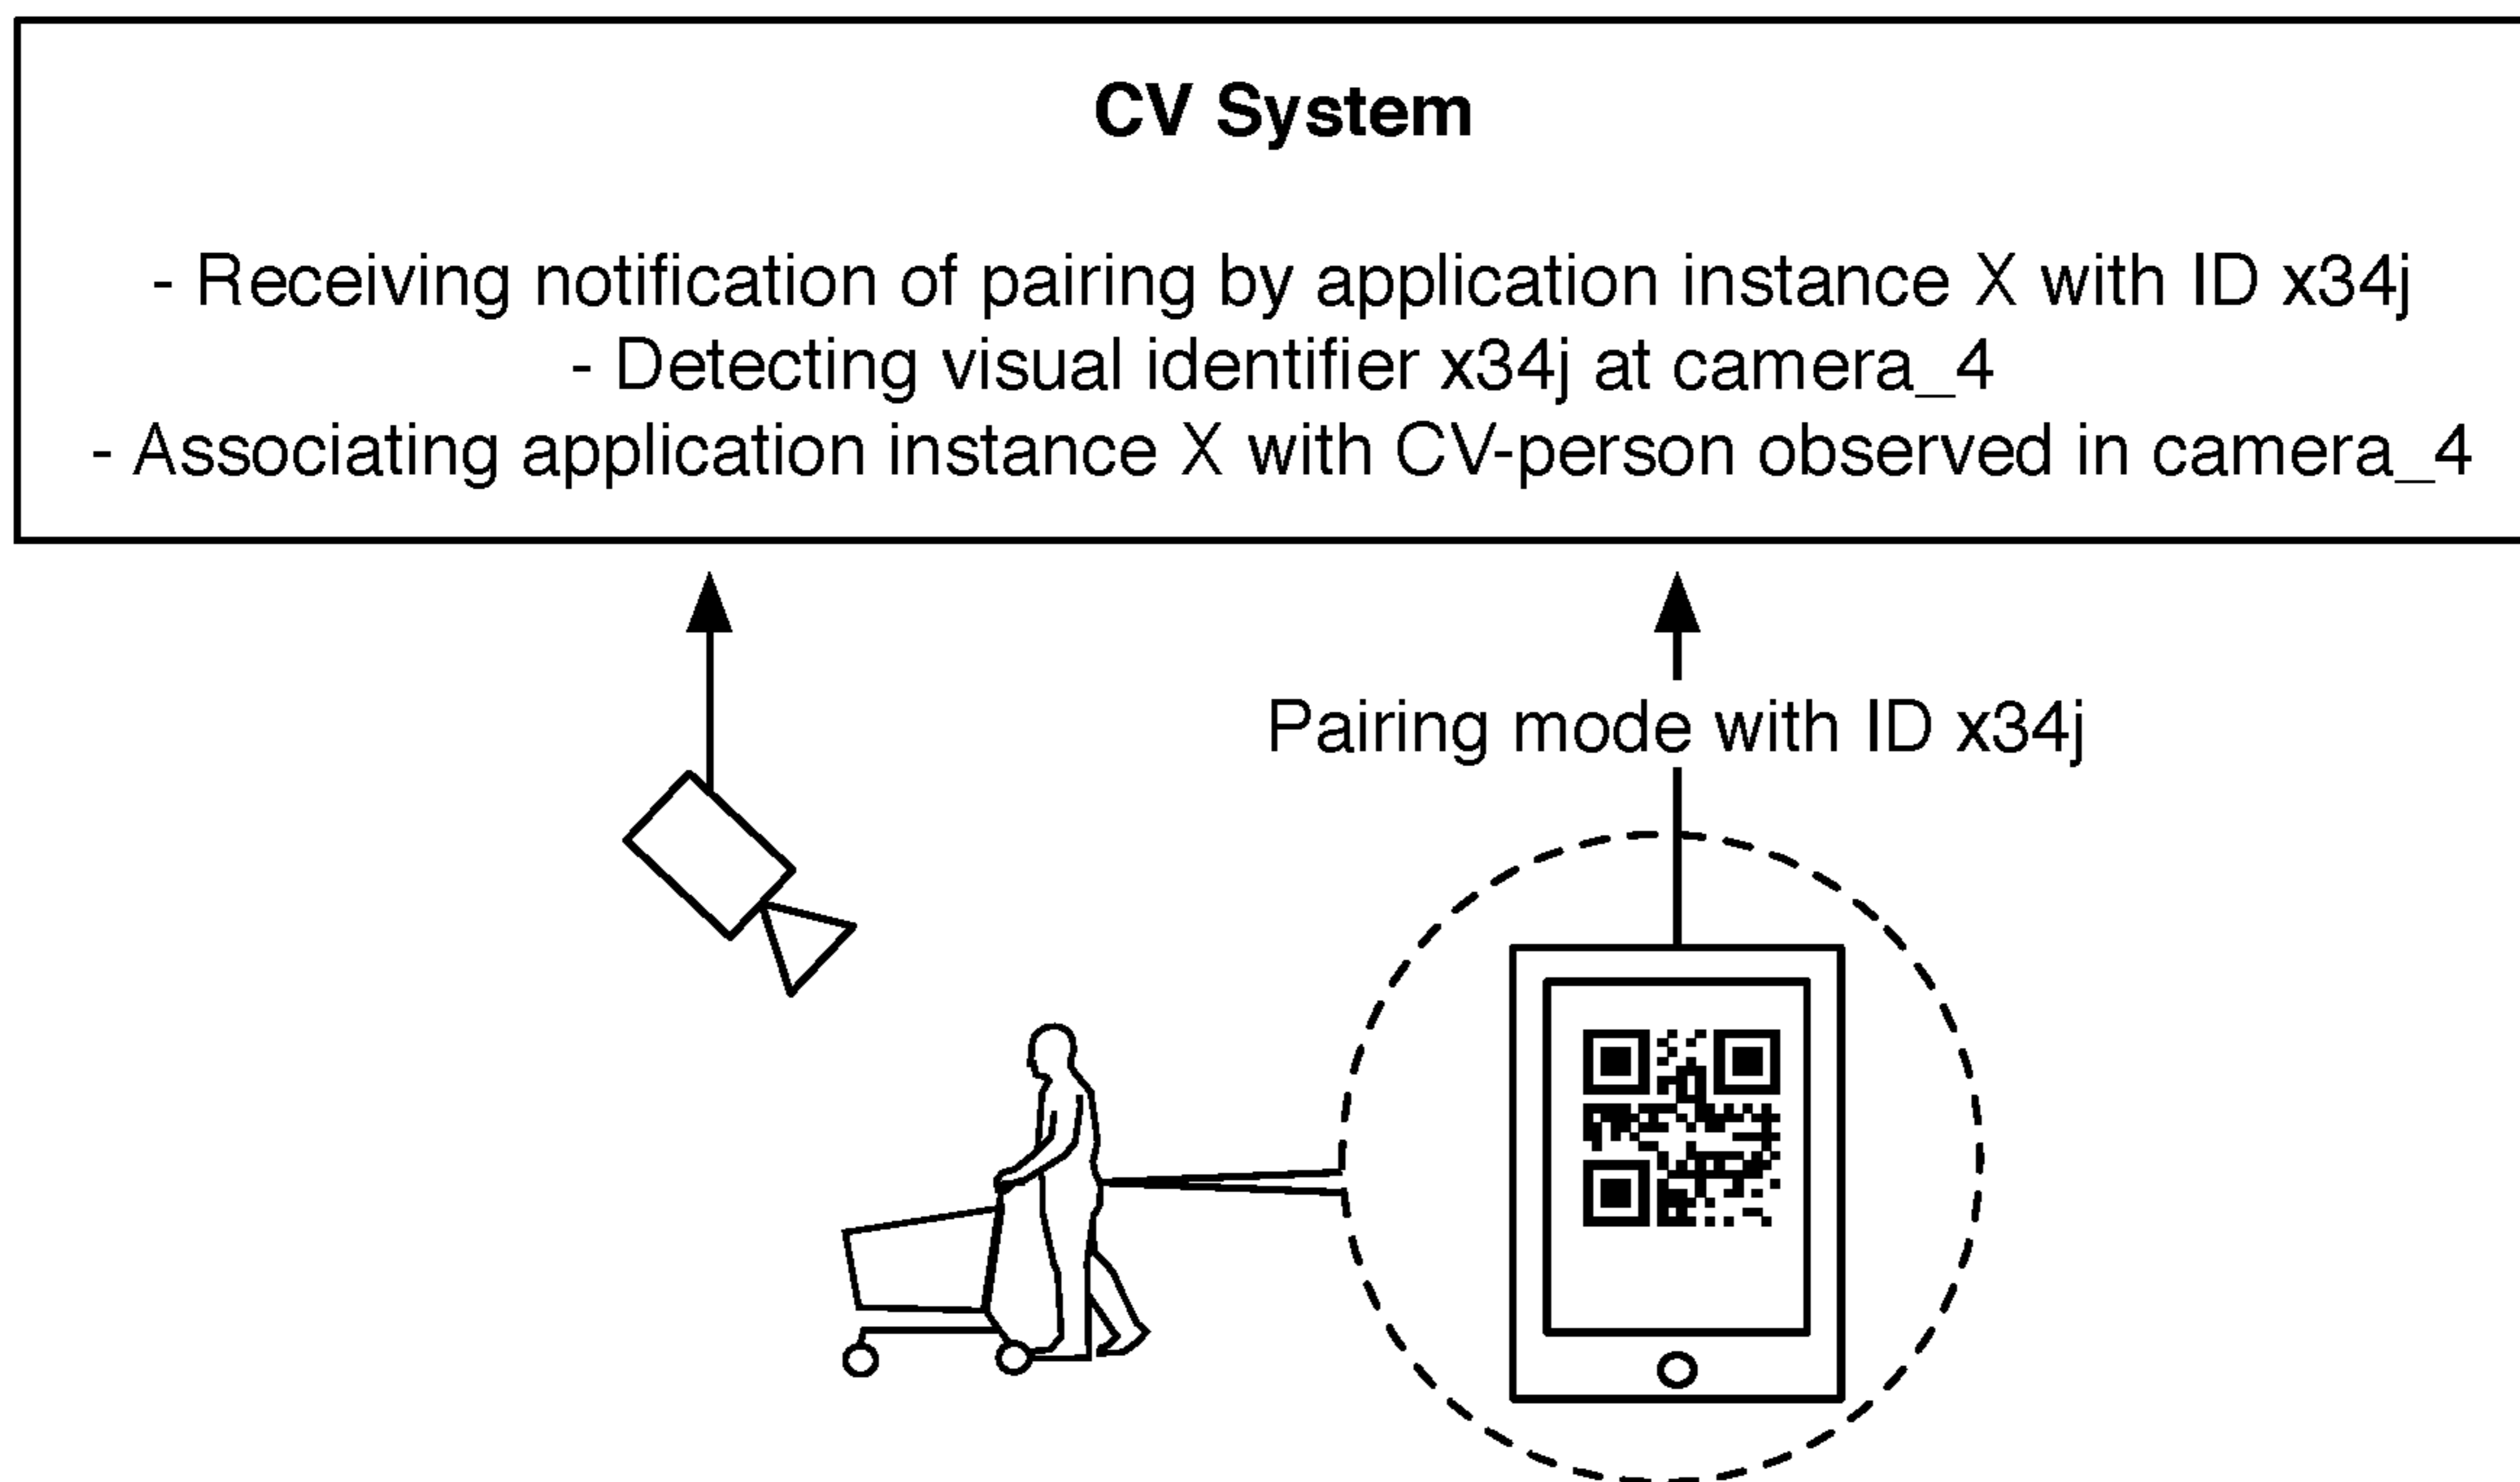 CV System
- Receiving notification of pairing by application instance X with ID x34j
- Detecting visual identifier x34j at camera_4
- Associating application instance X with CV-person observed in camera_4
Pairing mode with ID x34j